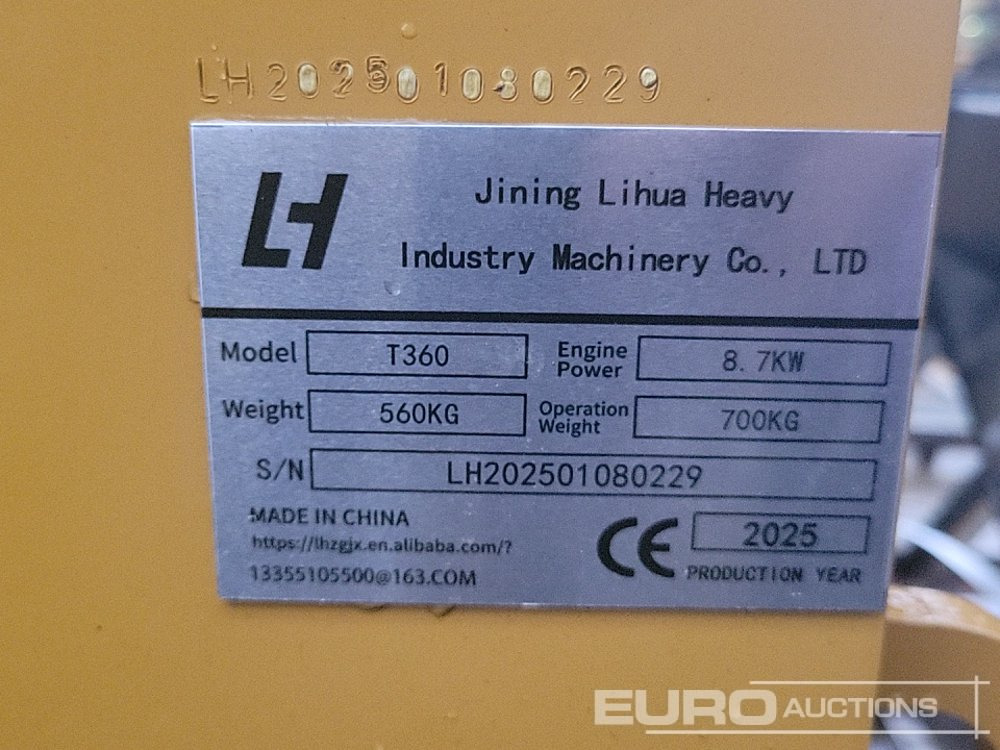 LH202501080229
LH
Jining Lihua Heavy
Industry Machinery Co., LTD
Model T360 Engine Power 8.7KW
Weight 560KG Operation Weight 700KG
S/N LH202501080229
MADE IN CHINA
https://lhzgjx.en.alibaba.com/?
13355105500@163.COM
CE 2025
PRODUCTION YEAR
EURO AUCTIONS